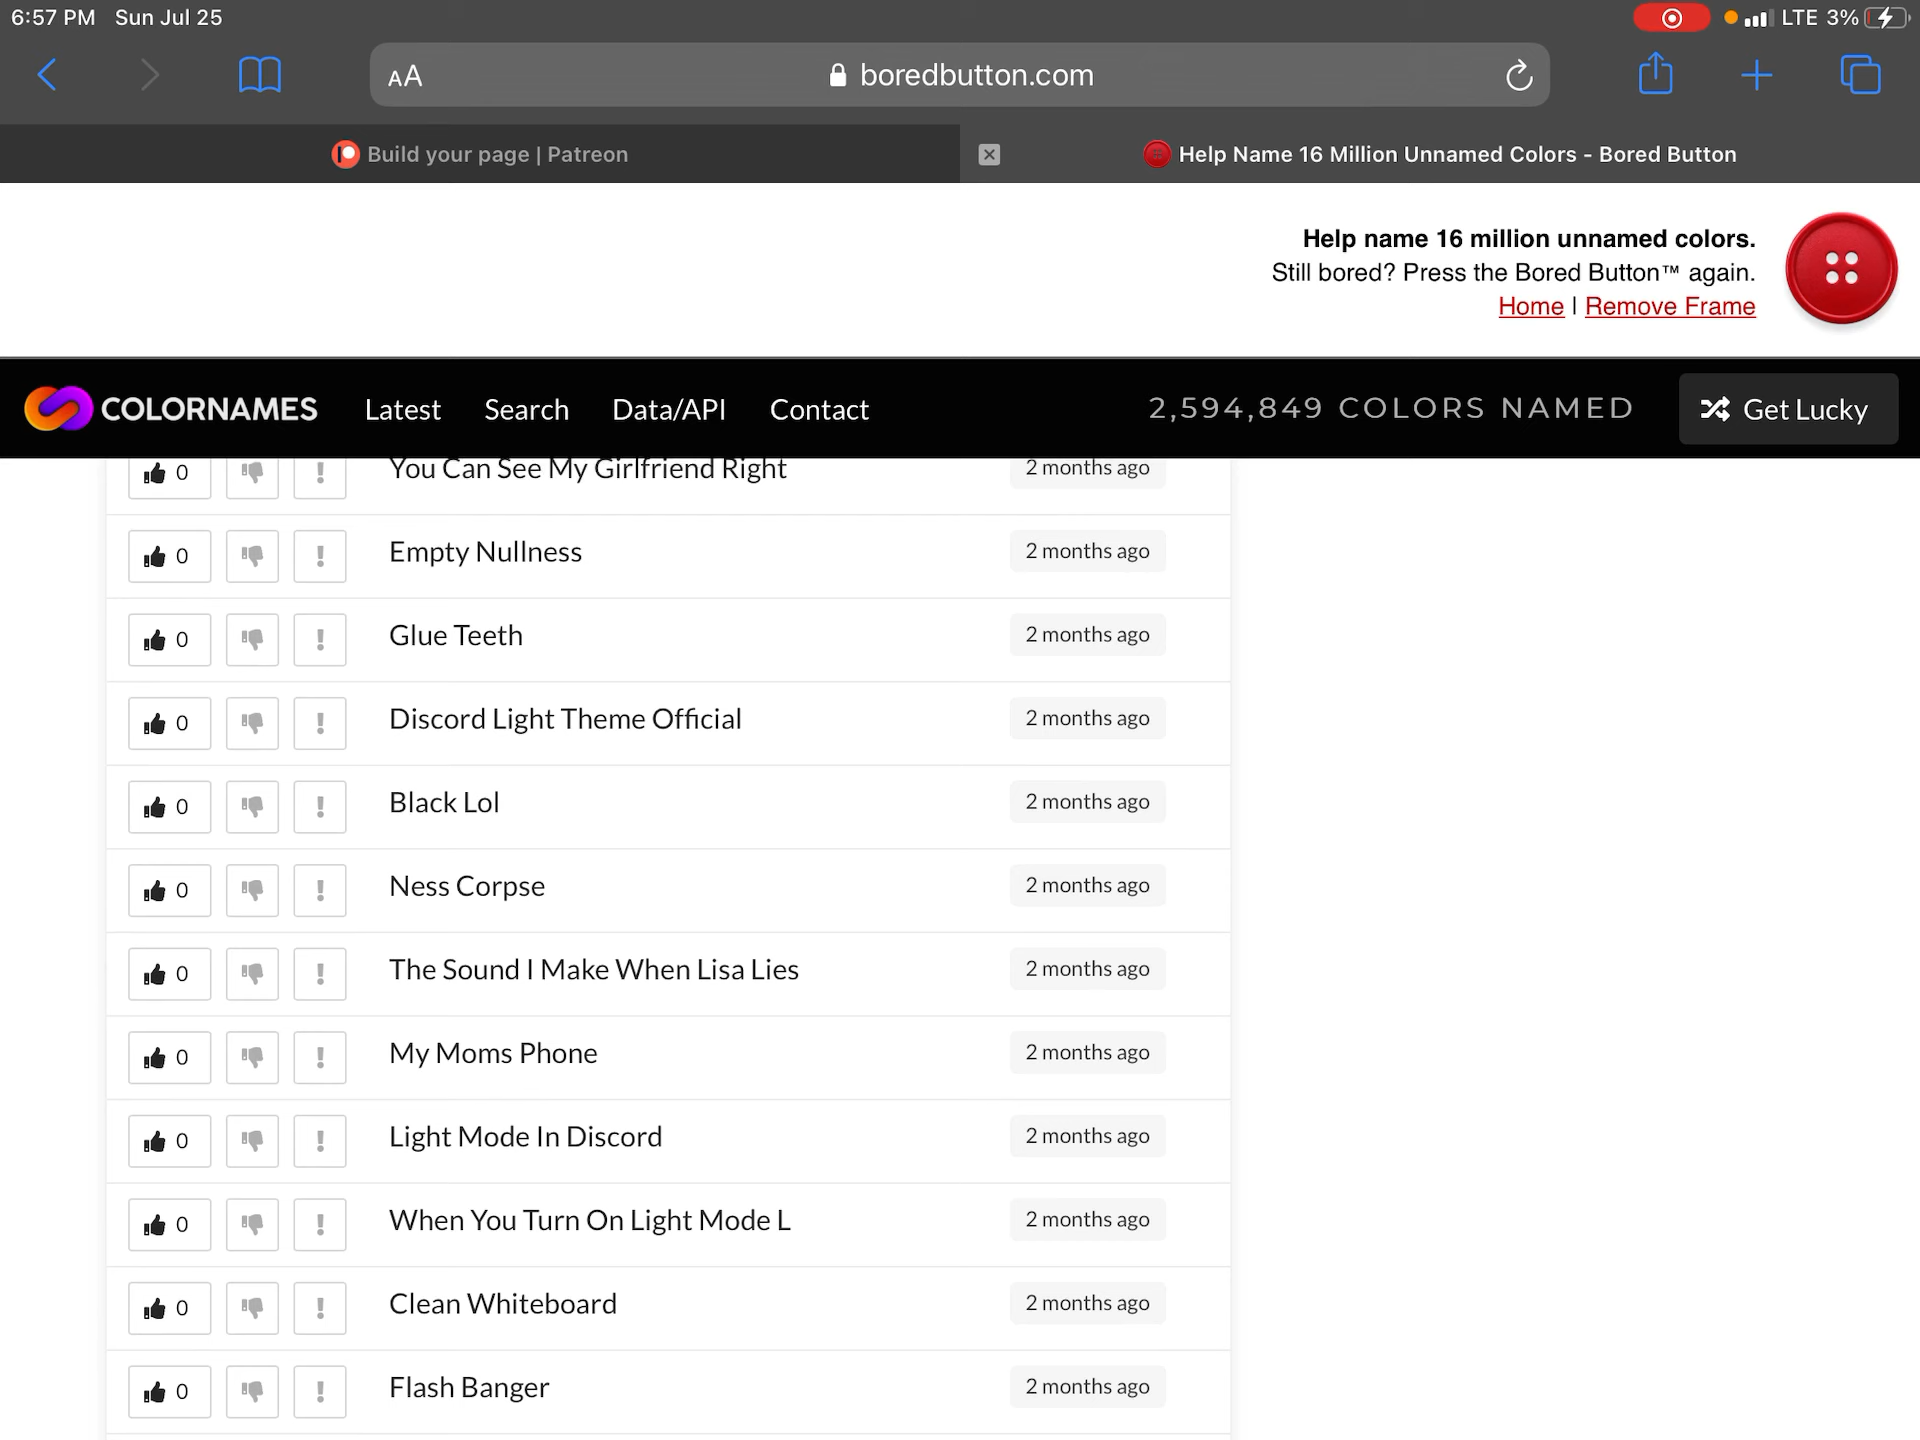 6:57 PM Sun Jul 25 LTE 3%
AA boredbutton.com
Build your page | Patreon
Help Name 16 Million Unnamed Colors - Bored Button
Help name 16 million unnamed colors.
Still bored? Press the Bored Button™ again.
Home | Remove Frame
COLORNAMES Latest Search Data/API Contact 2,594,849 COLORS NAMED Get Lucky
0 ! You Can See My Girlfriend Right 2 months ago
0 ! Empty Nullness 2 months ago
0 ! Glue Teeth 2 months ago
0 ! Discord Light Theme Official 2 months ago
0 ! Black Lol 2 months ago
0 ! Ness Corpse 2 months ago
0 ! The Sound I Make When Lisa Lies 2 months ago
0 ! My Moms Phone 2 months ago
0 ! Light Mode In Discord 2 months ago
0 ! When You Turn On Light Mode L 2 months ago
0 ! Clean Whiteboard 2 months ago
0 ! Flash Banger 2 months ago